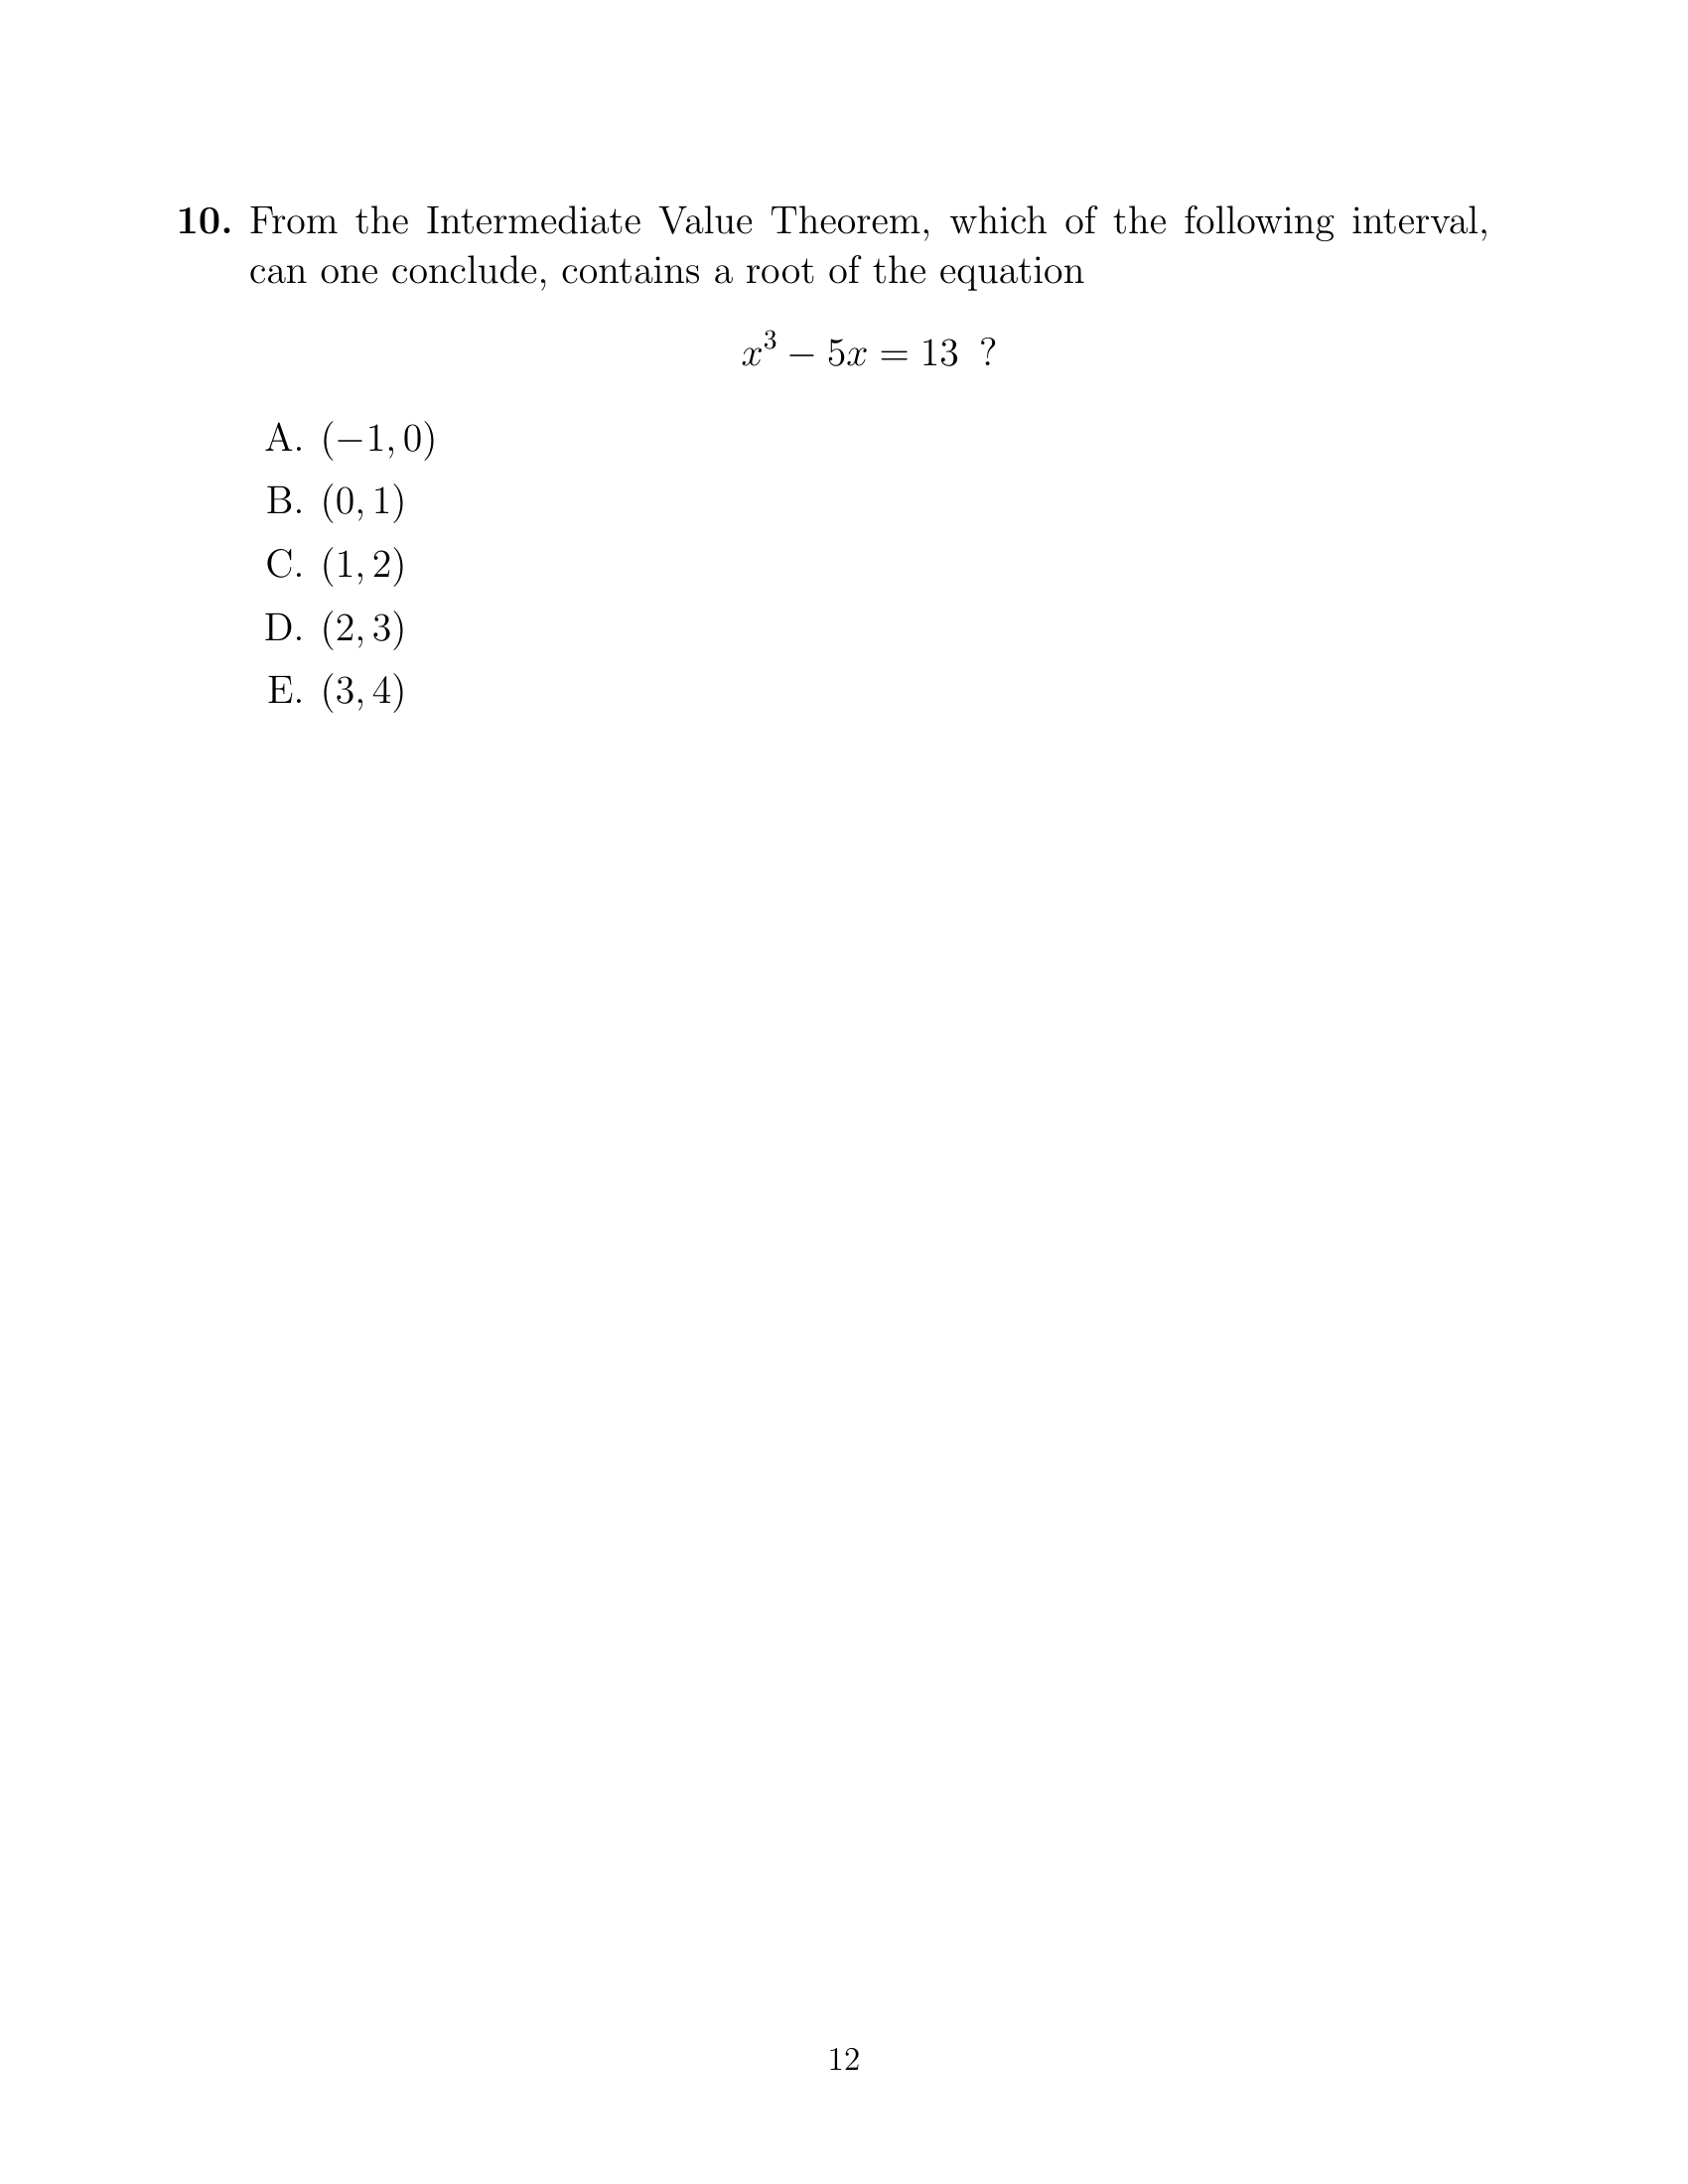 10. From the Intermediate Value Theorem, which of the following interval,
can one conclude, contains a root of the equation
x³ − 5x = 13 ?
A. (−1, 0)
B. (0, 1)
C. (1, 2)
D. (2, 3)
E. (3, 4)
12